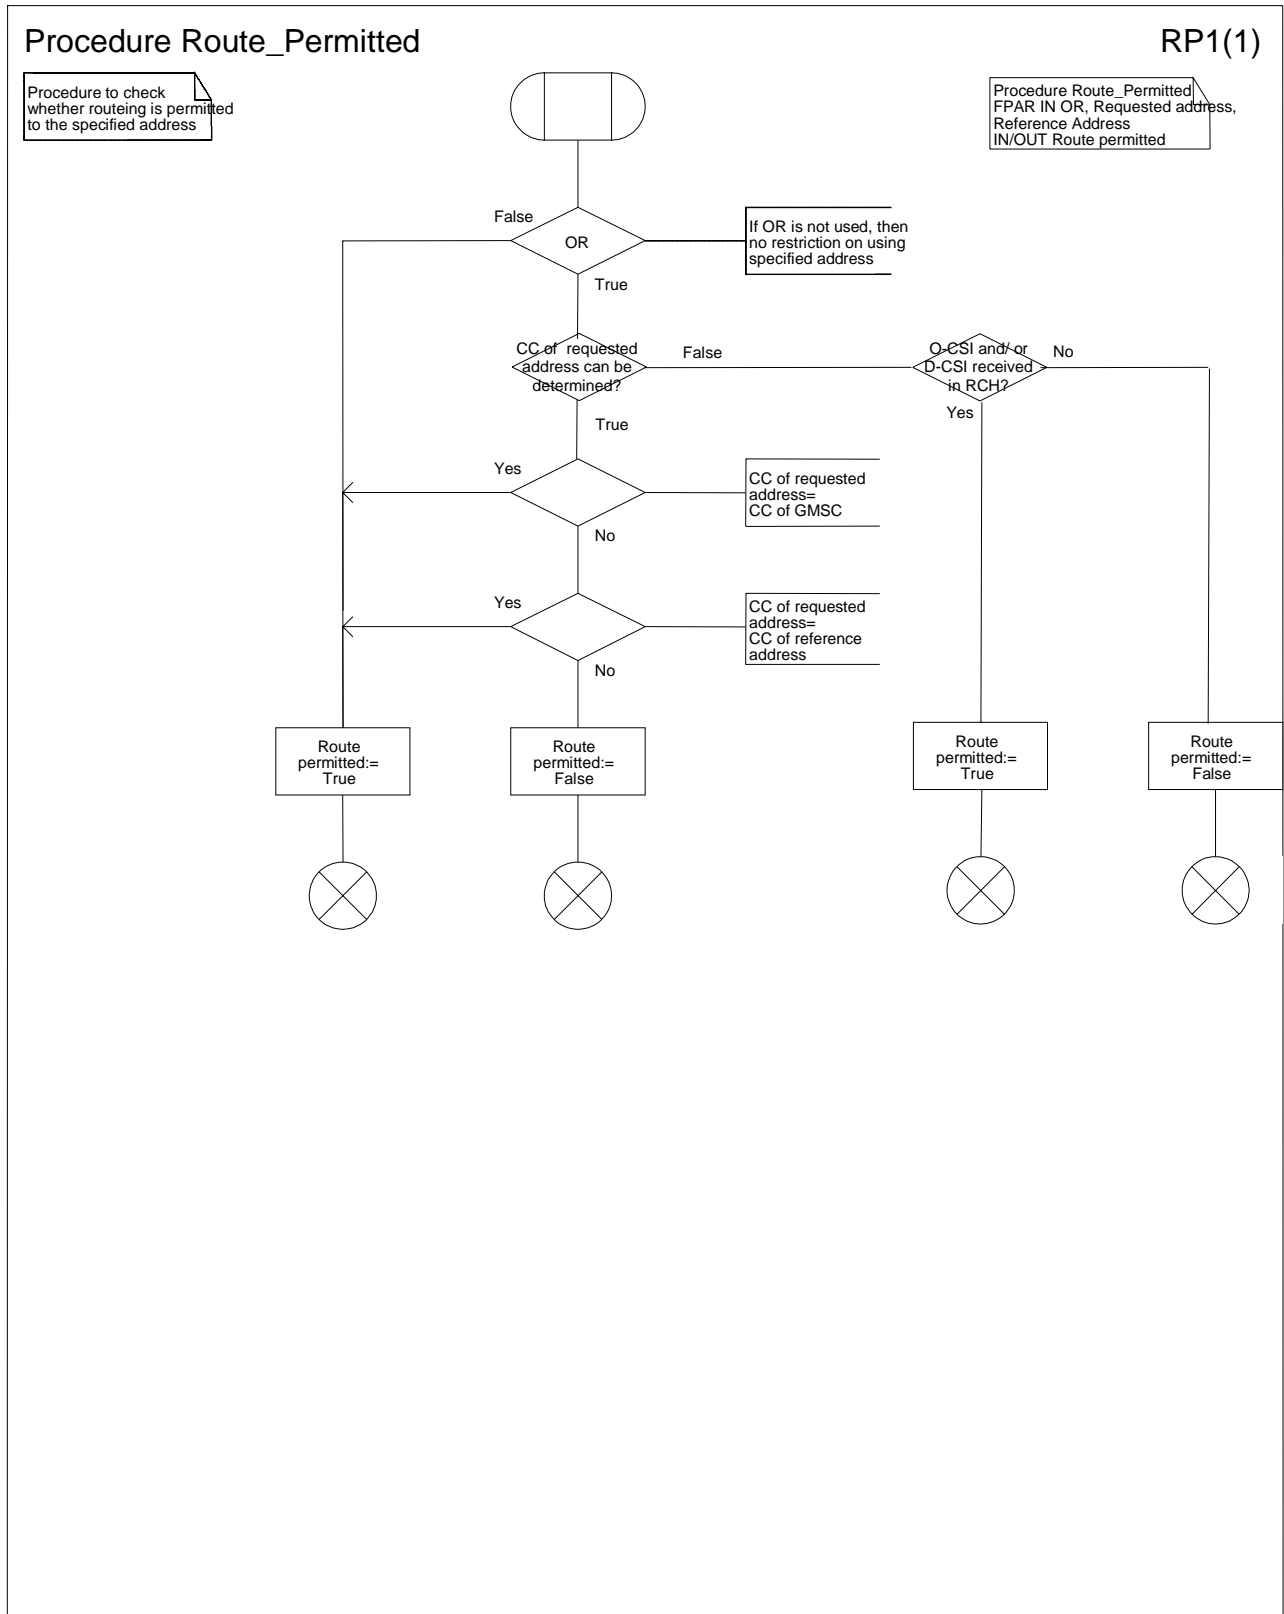 Procedure Route_Permitted
RP1(1)
Procedure to check
whether routeing is permitted
to the specified address
Procedure Route_Permitted
FPAR IN OR, Requested address,
Reference Address
IN/OUT Route permitted
False
OR
If OR is not used, then
no restriction on using
specified address
True
CC of requested
address can be
determined?
False
O-CSI and/ or
D-CSI received
in RCH?
No
True
Yes
Yes
CC of requested
address=
CC of GMSC
No
Yes
CC of requested
address=
CC of reference
address
No
Route
permitted:=
True
Route
permitted:=
False
Route
permitted:=
True
Route
permitted:=
False